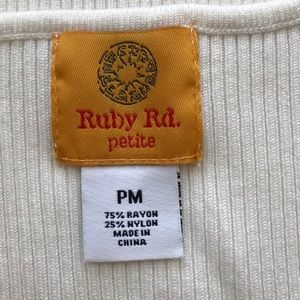 Ruby Rd.
petite
PM
75% RAYON
25% NYLON
MADE IN
CHINA